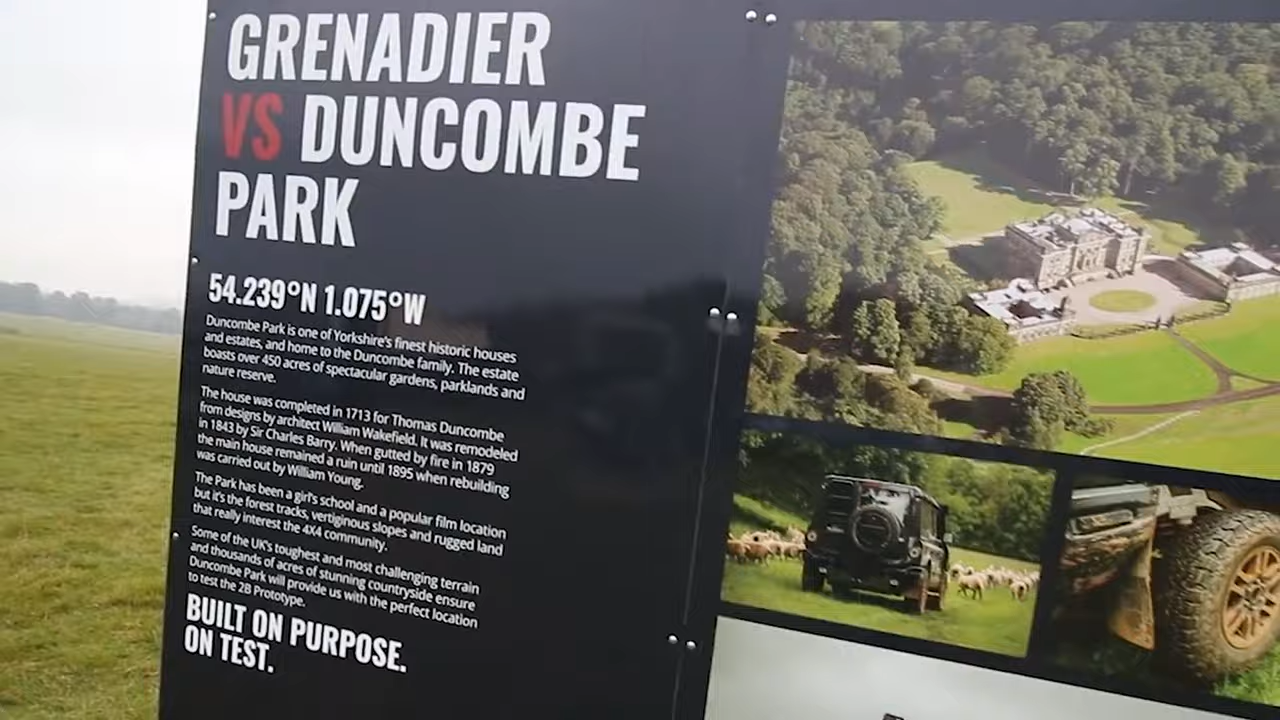 GRENADIER
VS DUNCOMBE
PARK
54.239°N 1.075°W
Duncombe Park is one of Yorkshire's finest historic houses
and estates, and home to the Duncombe family. The estate
boasts over 450 acres of spectacular gardens, parklands and
nature reserve.
The house was completed in 1713 for Thomas Duncombe
from designs by architect William Wakefield. It was remodeled
in 1843 by Sir Charles Barry. When gutted by fire in 1879
the main house remained a ruin until 1895 when rebuilding
was carried out by William Young.
The Park has been a girl's school and a popular film location
but it's the forest tracks, vertiginous slopes and rugged land
that really interest the 4X4 community.
Some of the UK's toughest and most challenging terrain
and thousands of acres of stunning countryside ensure
Duncombe Park will provide us with the perfect location
to test the 2B Prototype.
BUILT ON PURPOSE.
ON TEST.